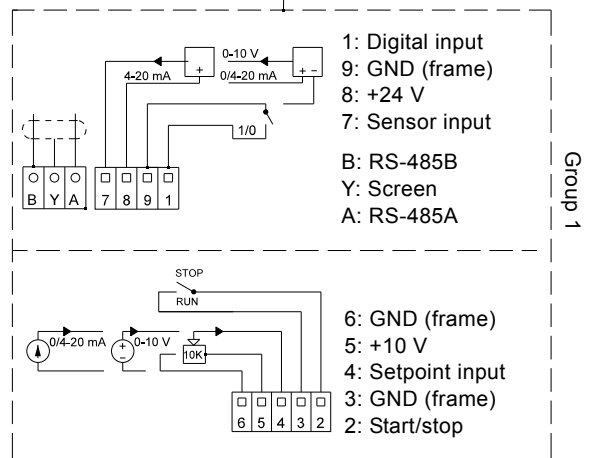 0-10 V
4-20 mA
+
0/4-20 mA
+ −
1/0
B Y A
7 8 9 1
1: Digital input
9: GND (frame)
8: +24 V
7: Sensor input
B: RS-485B
Y: Screen
A: RS-485A
Group 1
STOP
RUN
0/4-20 mA
+
−
0-10 V
10K
6 5 4 3 2
6: GND (frame)
5: +10 V
4: Setpoint input
3: GND (frame)
2: Start/stop